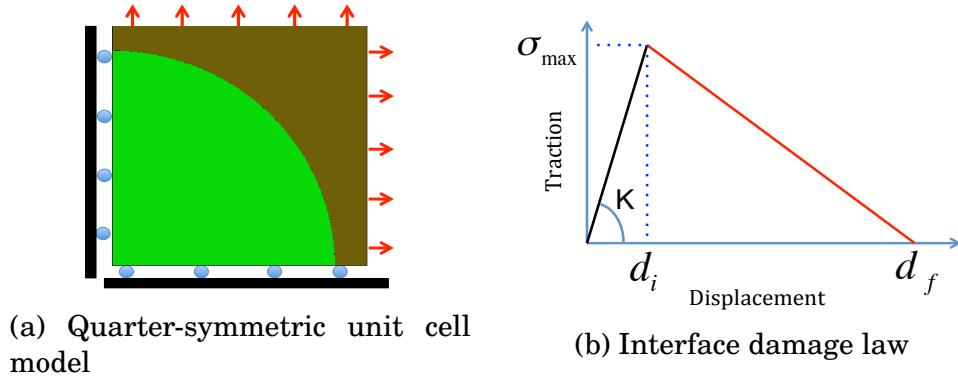 σmax
Traction
K
di
df
Displacement
(a) Quarter-symmetric unit cell
model
(b) Interface damage law